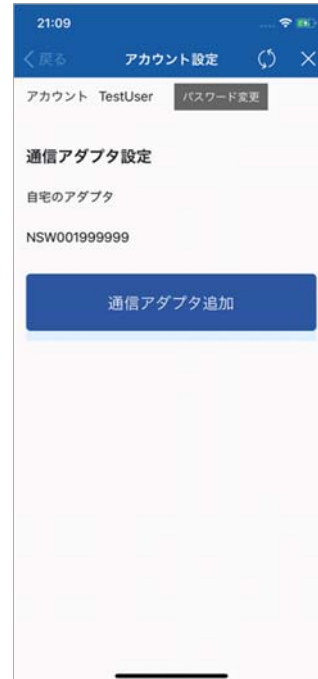 21:09
戻る アカウント設定
アカウント TestUser パスワード変更
通信アダプタ設定
自宅のアダプタ
NSW001999999
通信アダプタ追加